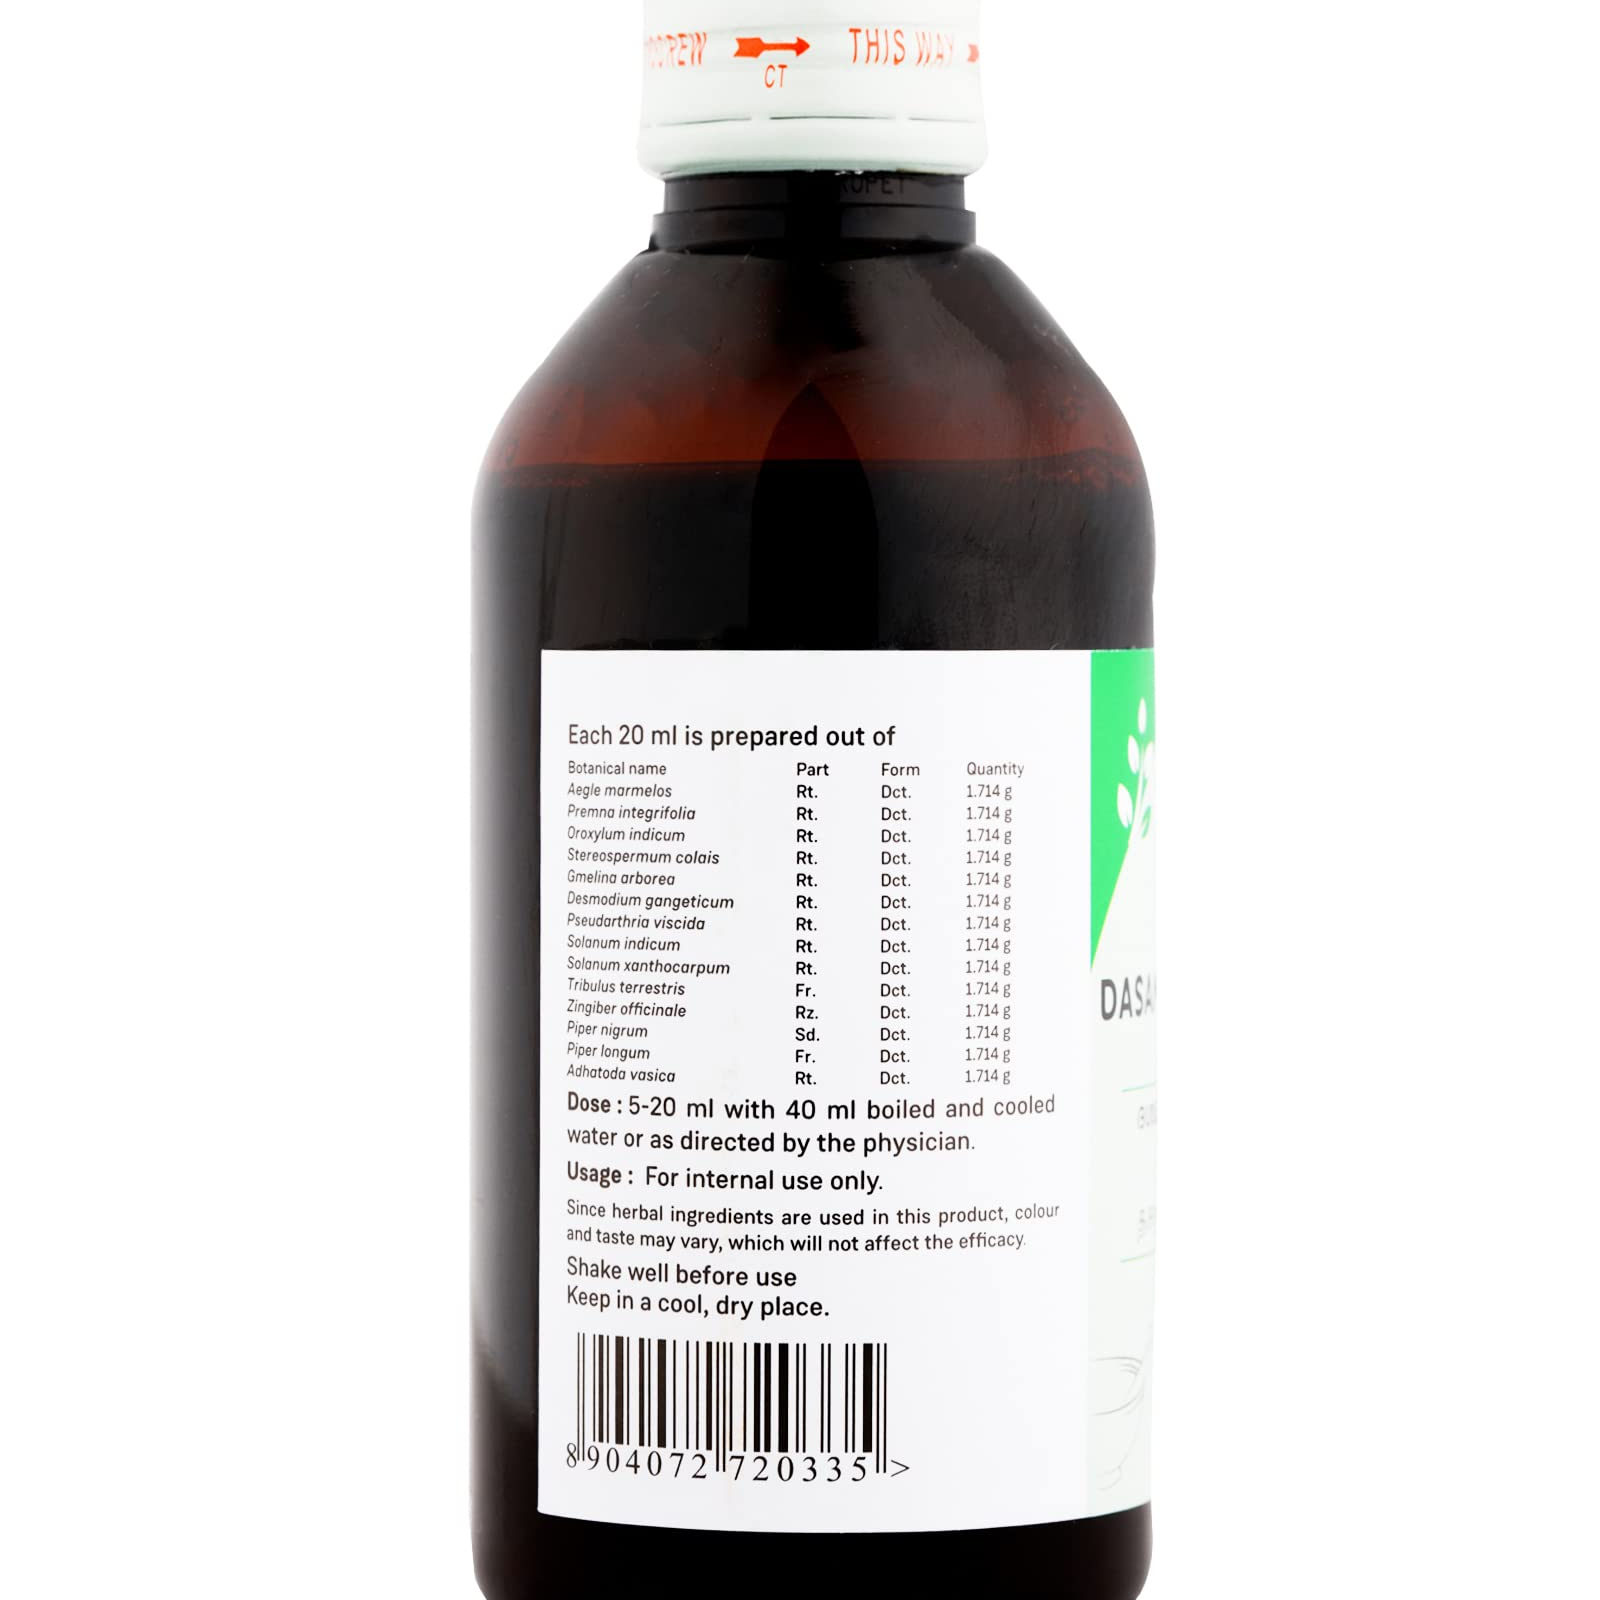 THIS WAY
CT
Each 20 ml is prepared out of
Botanical name Part Form Quantity
Aegle marmelos Rt. Dct. 1.714 g
Premna integrifolia Rt. Dct. 1.714 g
Oroxylum indicum Rt. Dct. 1.714 g
Stereospermum colais Rt. Dct. 1.714 g
Gmelina arborea Rt. Dct. 1.714 g
Desmodium gangeticum Rt. Dct. 1.714 g
Pseudarthria viscida Rt. Dct. 1.714 g
Solanum indicum Rt. Dct. 1.714 g
Solanum xanthocarpum Rt. Dct. 1.714 g
Tribulus terrestris Fr. Dct. 1.714 g
Zingiber officinale Rz. Dct. 1.714 g
Piper nigrum Sd. Dct. 1.714 g
Piper longum Fr. Dct. 1.714 g
Adhatoda vasica Rt. Dct. 1.714 g
Dose : 5-20 ml with 40 ml boiled and cooled
water or as directed by the physician.
Usage : For internal use only.
Since herbal ingredients are used in this product, colour
and taste may vary, which will not affect the efficacy.
Shake well before use
Keep in a cool, dry place.
8 904072 720335 >